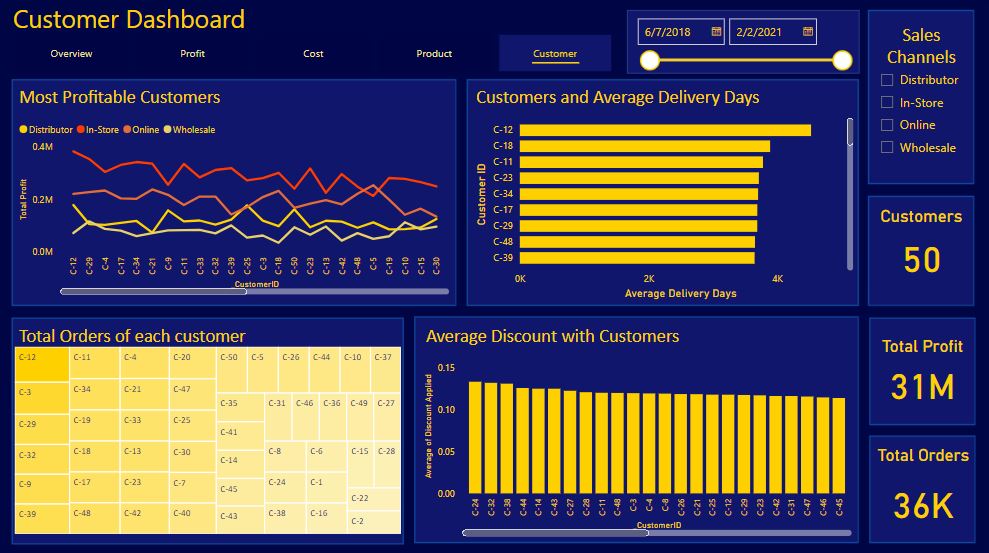 Customer Dashboard
Overview
Profit
Cost
Product
Customer
6/7/2018
2/2/2021
Sales
Channels
Distributor
In-Store
Online
Wholesale
Most Profitable Customers
Distributor In-Store Online Wholesale
Total Profit
0.4M
0.2M
0.0M
C-12 C-29 C-4 C-17 C-34 C-21 C-9 C-11 C-33 C-32 C-39 C-25 C-3 C-18 C-50 C-23 C-42 C-48 C-5 C-19 C-10 C-15 C-30
_CustomerID
Customers and Average Delivery Days
Customer ID
C-12
C-18
C-11
C-23
C-34
C-17
C-29
C-48
C-39
0K 2K 4K
Average Delivery Days
Customers
50
Total Orders of each customer
C-12 C-11 C-4 C-20 C-50 C-5 C-26 C-44 C-10 C-37
C-3 C-34 C-21 C-47 C-35 C-31 C-46 C-36 C-49 C-27
C-29 C-19 C-33 C-25 C-41
C-32 C-18 C-13 C-30 C-14 C-8 C-6 C-15 C-28
C-9 C-17 C-23 C-7 C-45 C-24 C-1 C-22
C-39 C-48 C-42 C-40 C-43 C-38 C-16 C-2
Average Discount with Customers
Average of Discount Applied
0.15
0.10
0.05
0.00
C-24 C-32 C-38 C-44 C-14 C-43 C-27 C-28 C-11 C-48 C-3 C-4 C-8 C-26 C-21 C-25 C-12 C-29 C-23 C-42 C-31 C-47 C-46 C-45
_CustomerID
Total Profit
31M
Total Orders
36K